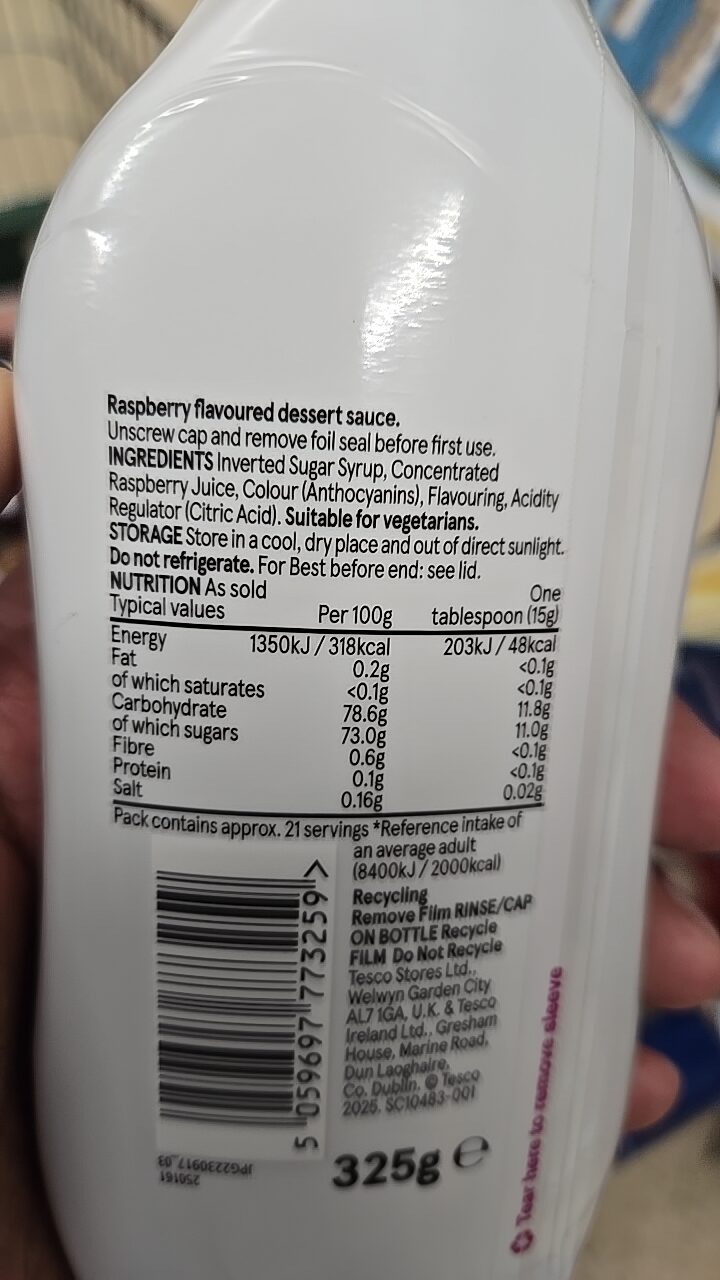 Raspberry flavoured dessert sauce.
Unscrew cap and remove foil seal before first use.
INGREDIENTS Inverted Sugar Syrup, Concentrated
Raspberry Juice, Colour (Anthocyanins), Flavouring, Acidity
Regulator (Citric Acid). Suitable for vegetarians.
STORAGE Store in a cool, dry place and out of direct sunlight.
Do not refrigerate. For Best before end: see lid.
NUTRITION As sold
Typical values Per 100g One tablespoon (15g)
Energy 1350kJ / 318kcal 203kJ / 48kcal
Fat 0.2g <0.1g
of which saturates <0.1g <0.1g
Carbohydrate 78.6g 11.8g
of which sugars 73.0g 11.0g
Fibre 0.6g <0.1g
Protein 0.1g <0.1g
Salt 0.16g 0.02g
Pack contains approx. 21 servings *Reference intake of
an average adult
(8400kJ / 2000kcal)
Recycling
Remove Film RINSE/CAP
ON BOTTLE Recycle
FILM Do Not Recycle
Tesco Stores Ltd.,
Welwyn Garden City
AL7 1GA, U.K. & Tesco
Ireland Ltd., Gresham
House, Marine Road,
Dun Laoghaire,
Co. Dublin. © Tesco
2025. SC10483-001
5 059697 773259 >
JPG2230917_03
250161
325g ℮
Tear here to remove sleeve